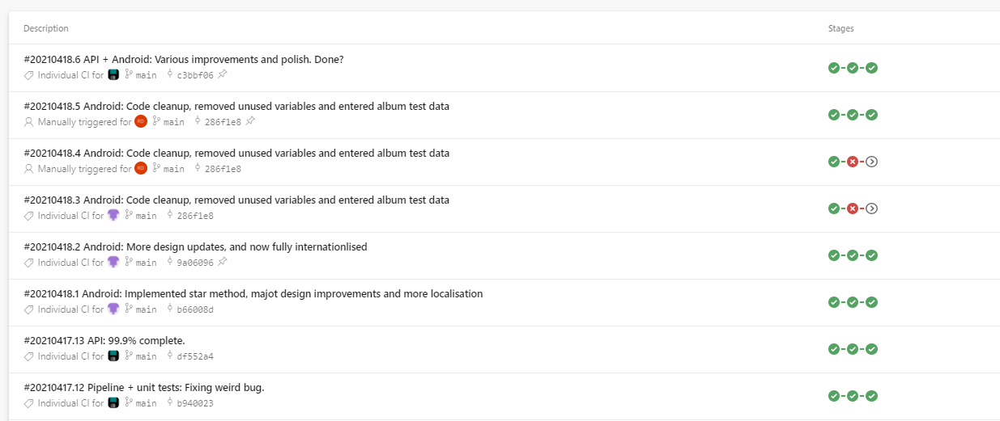 Description Stages
#20210418.6 API + Android: Various improvements and polish. Done?
Individual CI for main c3bbf06
#20210418.5 Android: Code cleanup, removed unused variables and entered album test data
Manually triggered for RD main 286f1e8
#20210418.4 Android: Code cleanup, removed unused variables and entered album test data
Manually triggered for RD main 286f1e8
#20210418.3 Android: Code cleanup, removed unused variables and entered album test data
Individual CI for main 286f1e8
#20210418.2 Android: More design updates, and now fully internationlised
Individual CI for main 9a06096
#20210418.1 Android: Implemented star method, majot design improvements and more localisation
Individual CI for main b66008d
#20210417.13 API: 99.9% complete.
Individual CI for main df552a4
#20210417.12 Pipeline + unit tests: Fixing weird bug.
Individual CI for main b940023